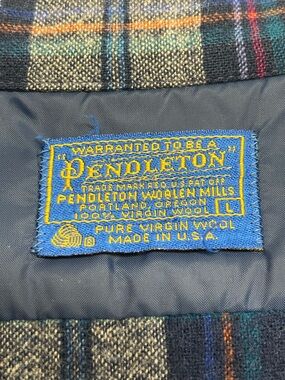 WARRANTED TO BE A
"PENDLETON"
TRADE MARK REG. U.S. PAT. OFF.
PENDLETON WOOLEN MILLS
PORTLAND, OREGON
100% VIRGIN WOOL L
PURE VIRGIN WOOL
B MADE IN U.S.A.